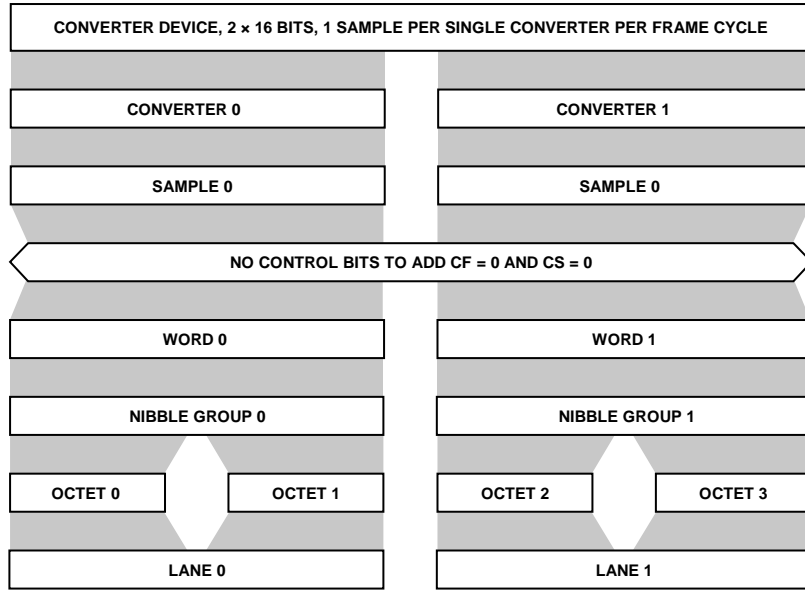 CONVERTER DEVICE, 2 × 16 BITS, 1 SAMPLE PER SINGLE CONVERTER PER FRAME CYCLE
CONVERTER 0
CONVERTER 1
SAMPLE 0
SAMPLE 0
NO CONTROL BITS TO ADD CF = 0 AND CS = 0
WORD 0
WORD 1
NIBBLE GROUP 0
NIBBLE GROUP 1
OCTET 0
OCTET 1
OCTET 2
OCTET 3
LANE 0
LANE 1